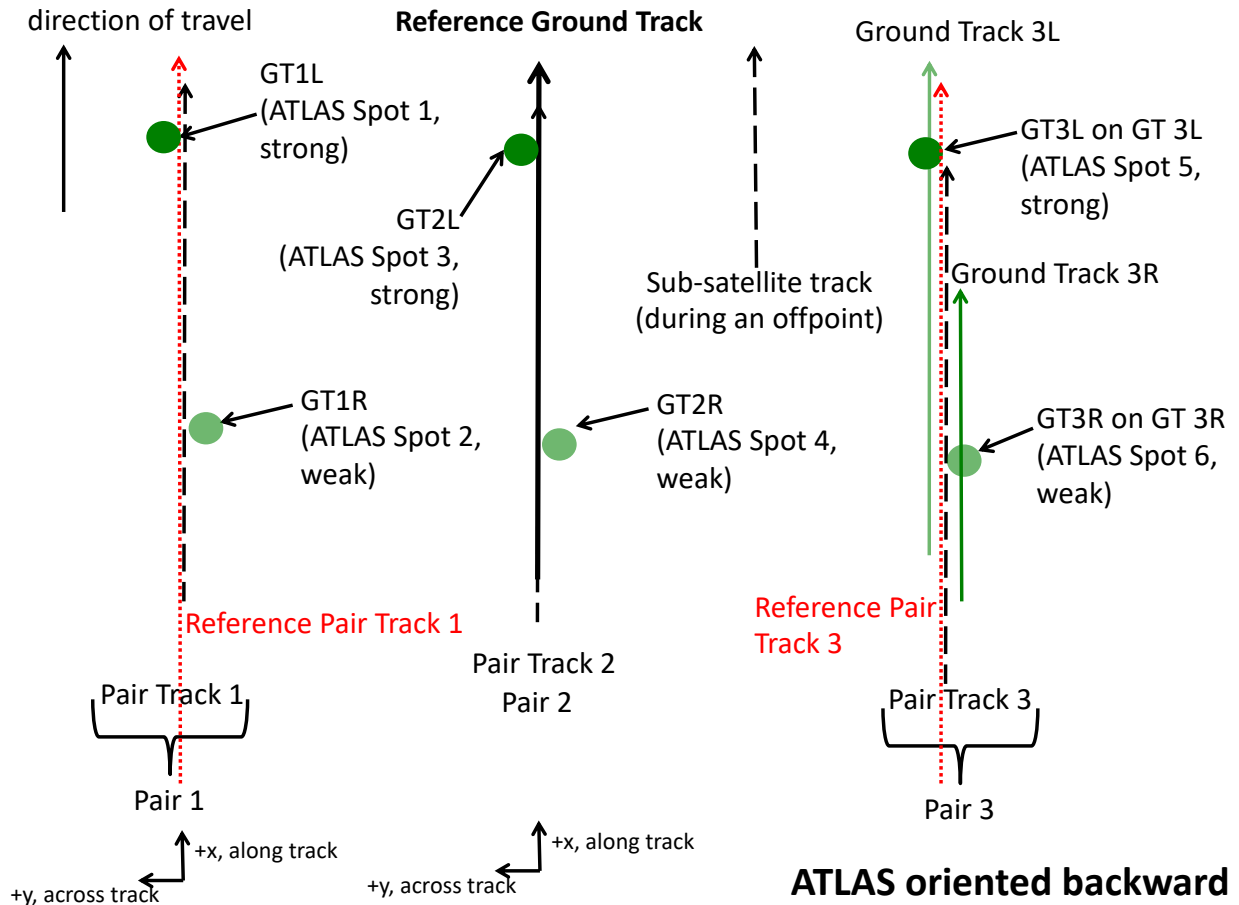 direction of travel
Reference Ground Track
Ground Track 3L
GT1L
(ATLAS Spot 1,
strong)
GT2L
(ATLAS Spot 3,
strong)
GT3L on GT 3L
(ATLAS Spot 5,
strong)
Sub-satellite track
(during an offpoint)
Ground Track 3R
GT1R
(ATLAS Spot 2,
weak)
GT2R
(ATLAS Spot 4,
weak)
GT3R on GT 3R
(ATLAS Spot 6,
weak)
Reference Pair Track 1
Reference Pair
Track 3
Pair Track 1
Pair 1
Pair Track 2
Pair 2
Pair Track 3
Pair 3
+x, along track
+y, across track
+x, along track
+y, across track
ATLAS oriented backward